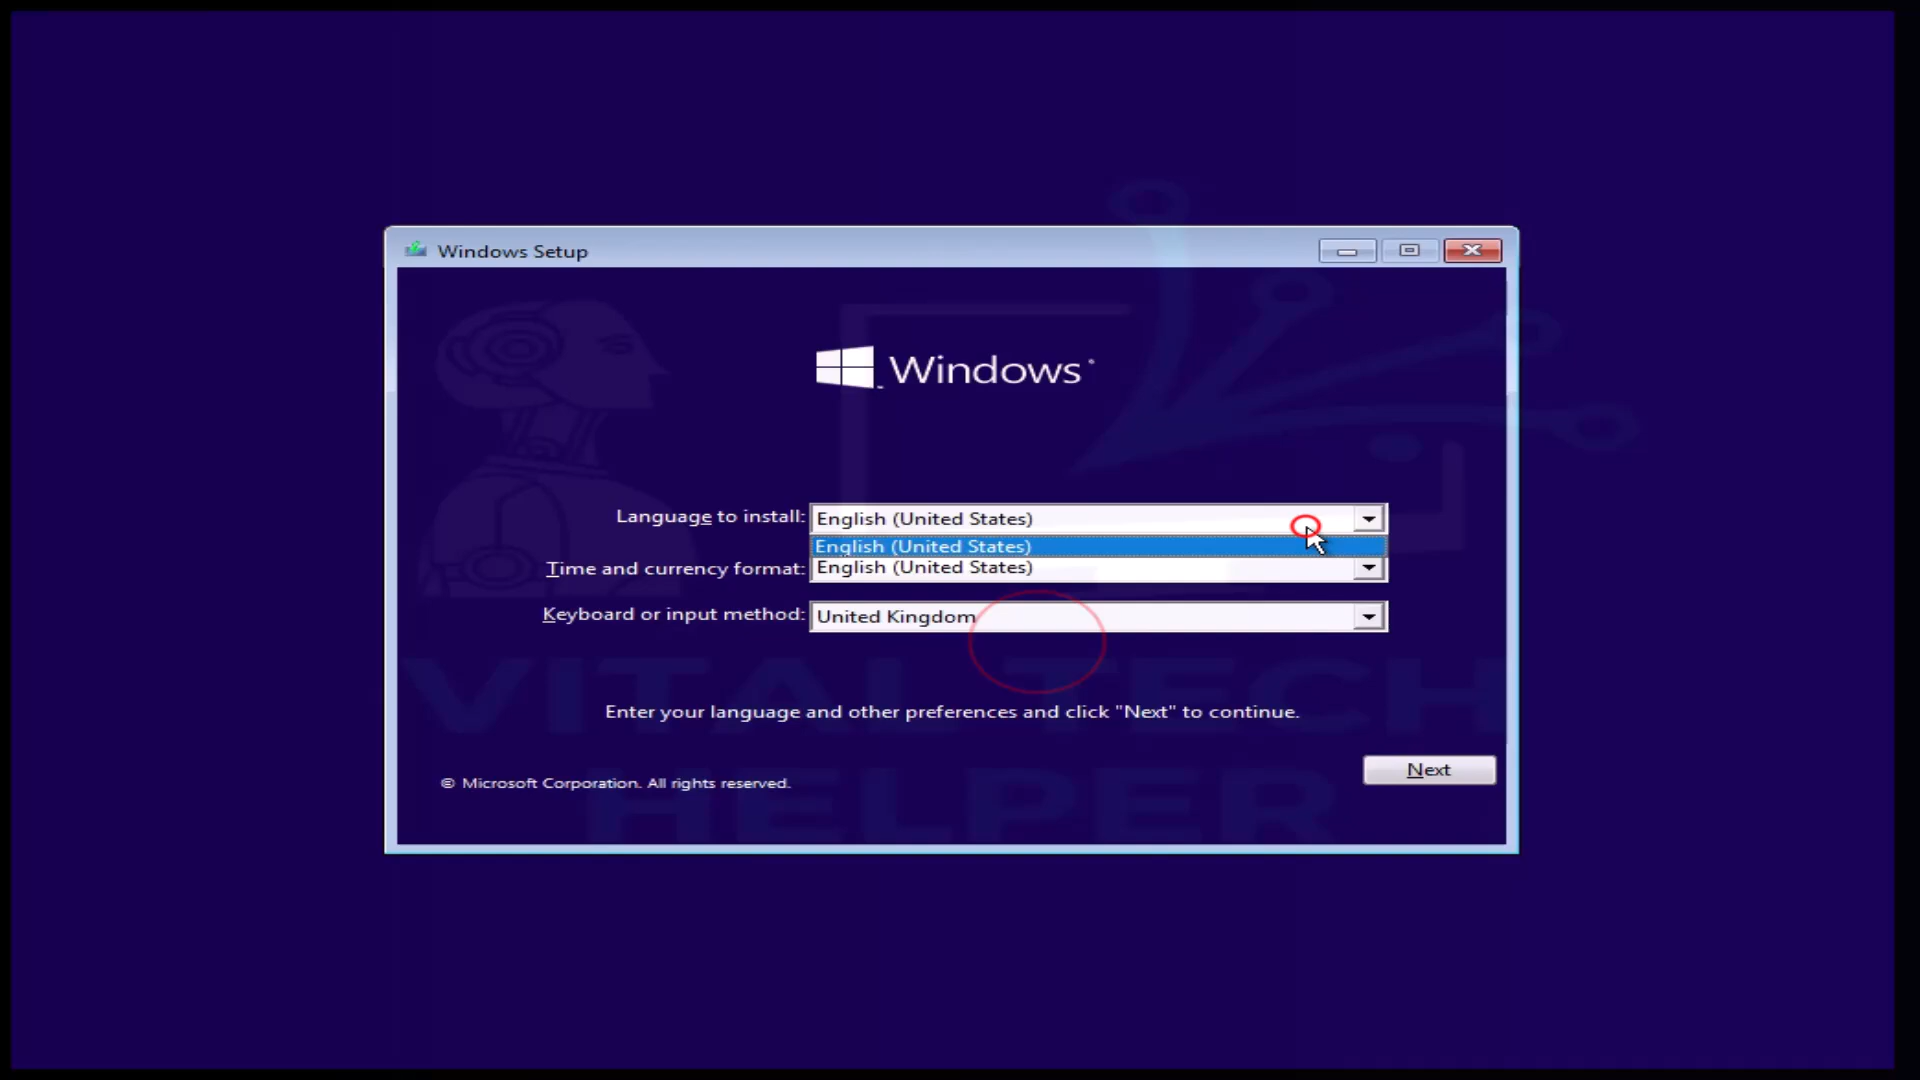 Windows Setup
Windows
Language to install: English (United States)
English (United States)
Time and currency format: English (United States)
Keyboard or input method: United Kingdom
VITAL TECH
Enter your language and other preferences and click "Next" to continue.
Next
© Microsoft Corporation. All rights reserved.
HELPER